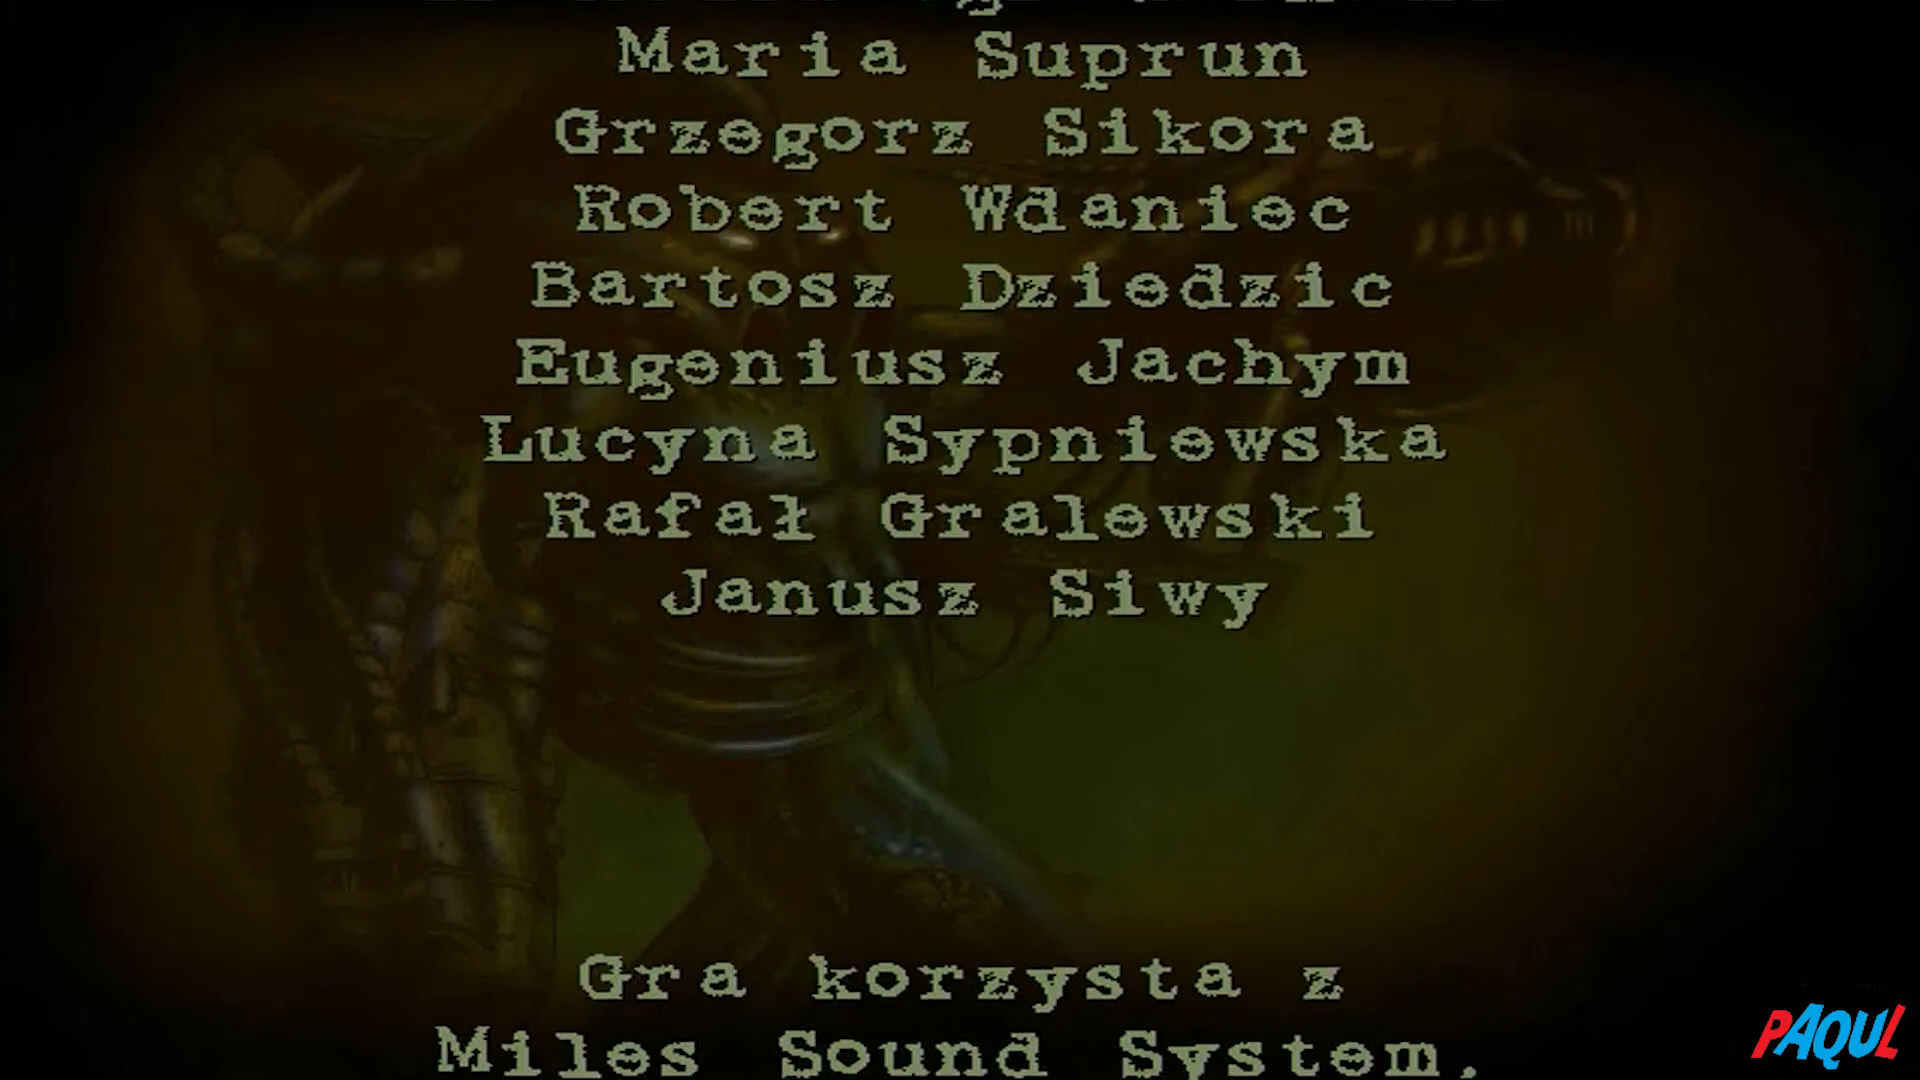 Maria Suprun
Grzegorz Sikora
Robert Wdaniec
Bartosz Dziedzic
Eugeniusz Jachym
Lucyna Sypniewska
Rafał Gralewski
Janusz Siwy
Gra korzysta z
Miles Sound System.
PAQUL